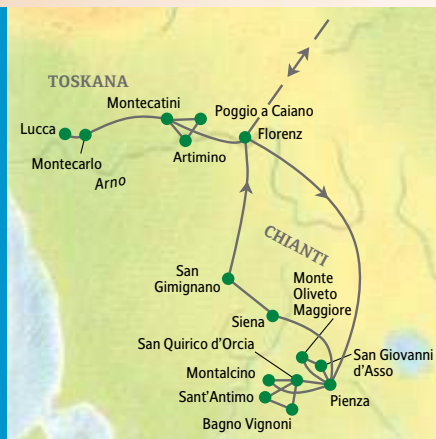 TOSKANA
Montecatini
Poggio a Caiano
Lucca
Florenz
Montecarlo
Artimino
Arno
CHIANTI
San
Gimignano
Monte
Oliveto
Maggiore
Siena
San Quirico d'Orcia
San Giovanni
d'Asso
Montalcino
Sant'Antimo
Pienza
Bagno Vignoni